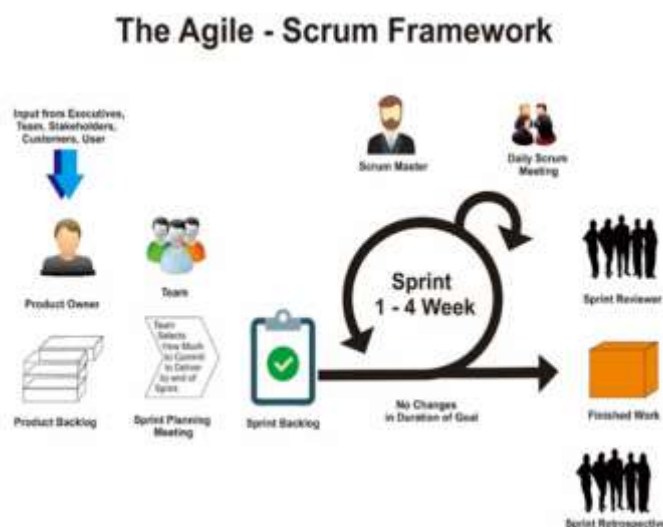 The Agile - Scrum Framework
Input from Executives,
Team, Stakeholders,
Customers, User
Scrum Master
Daily Scrum
Meeting
Product Owner
Team
Sprint
1 - 4 Week
Sprint Reviewer
Team
Selects
How Much
to Commit
to Deliver
by end of
Sprint
Product Backlog
Sprint Planning
Meeting
Sprint Backlog
No Changes
in Duration of Goal
Finished Work
Sprint Retrospective